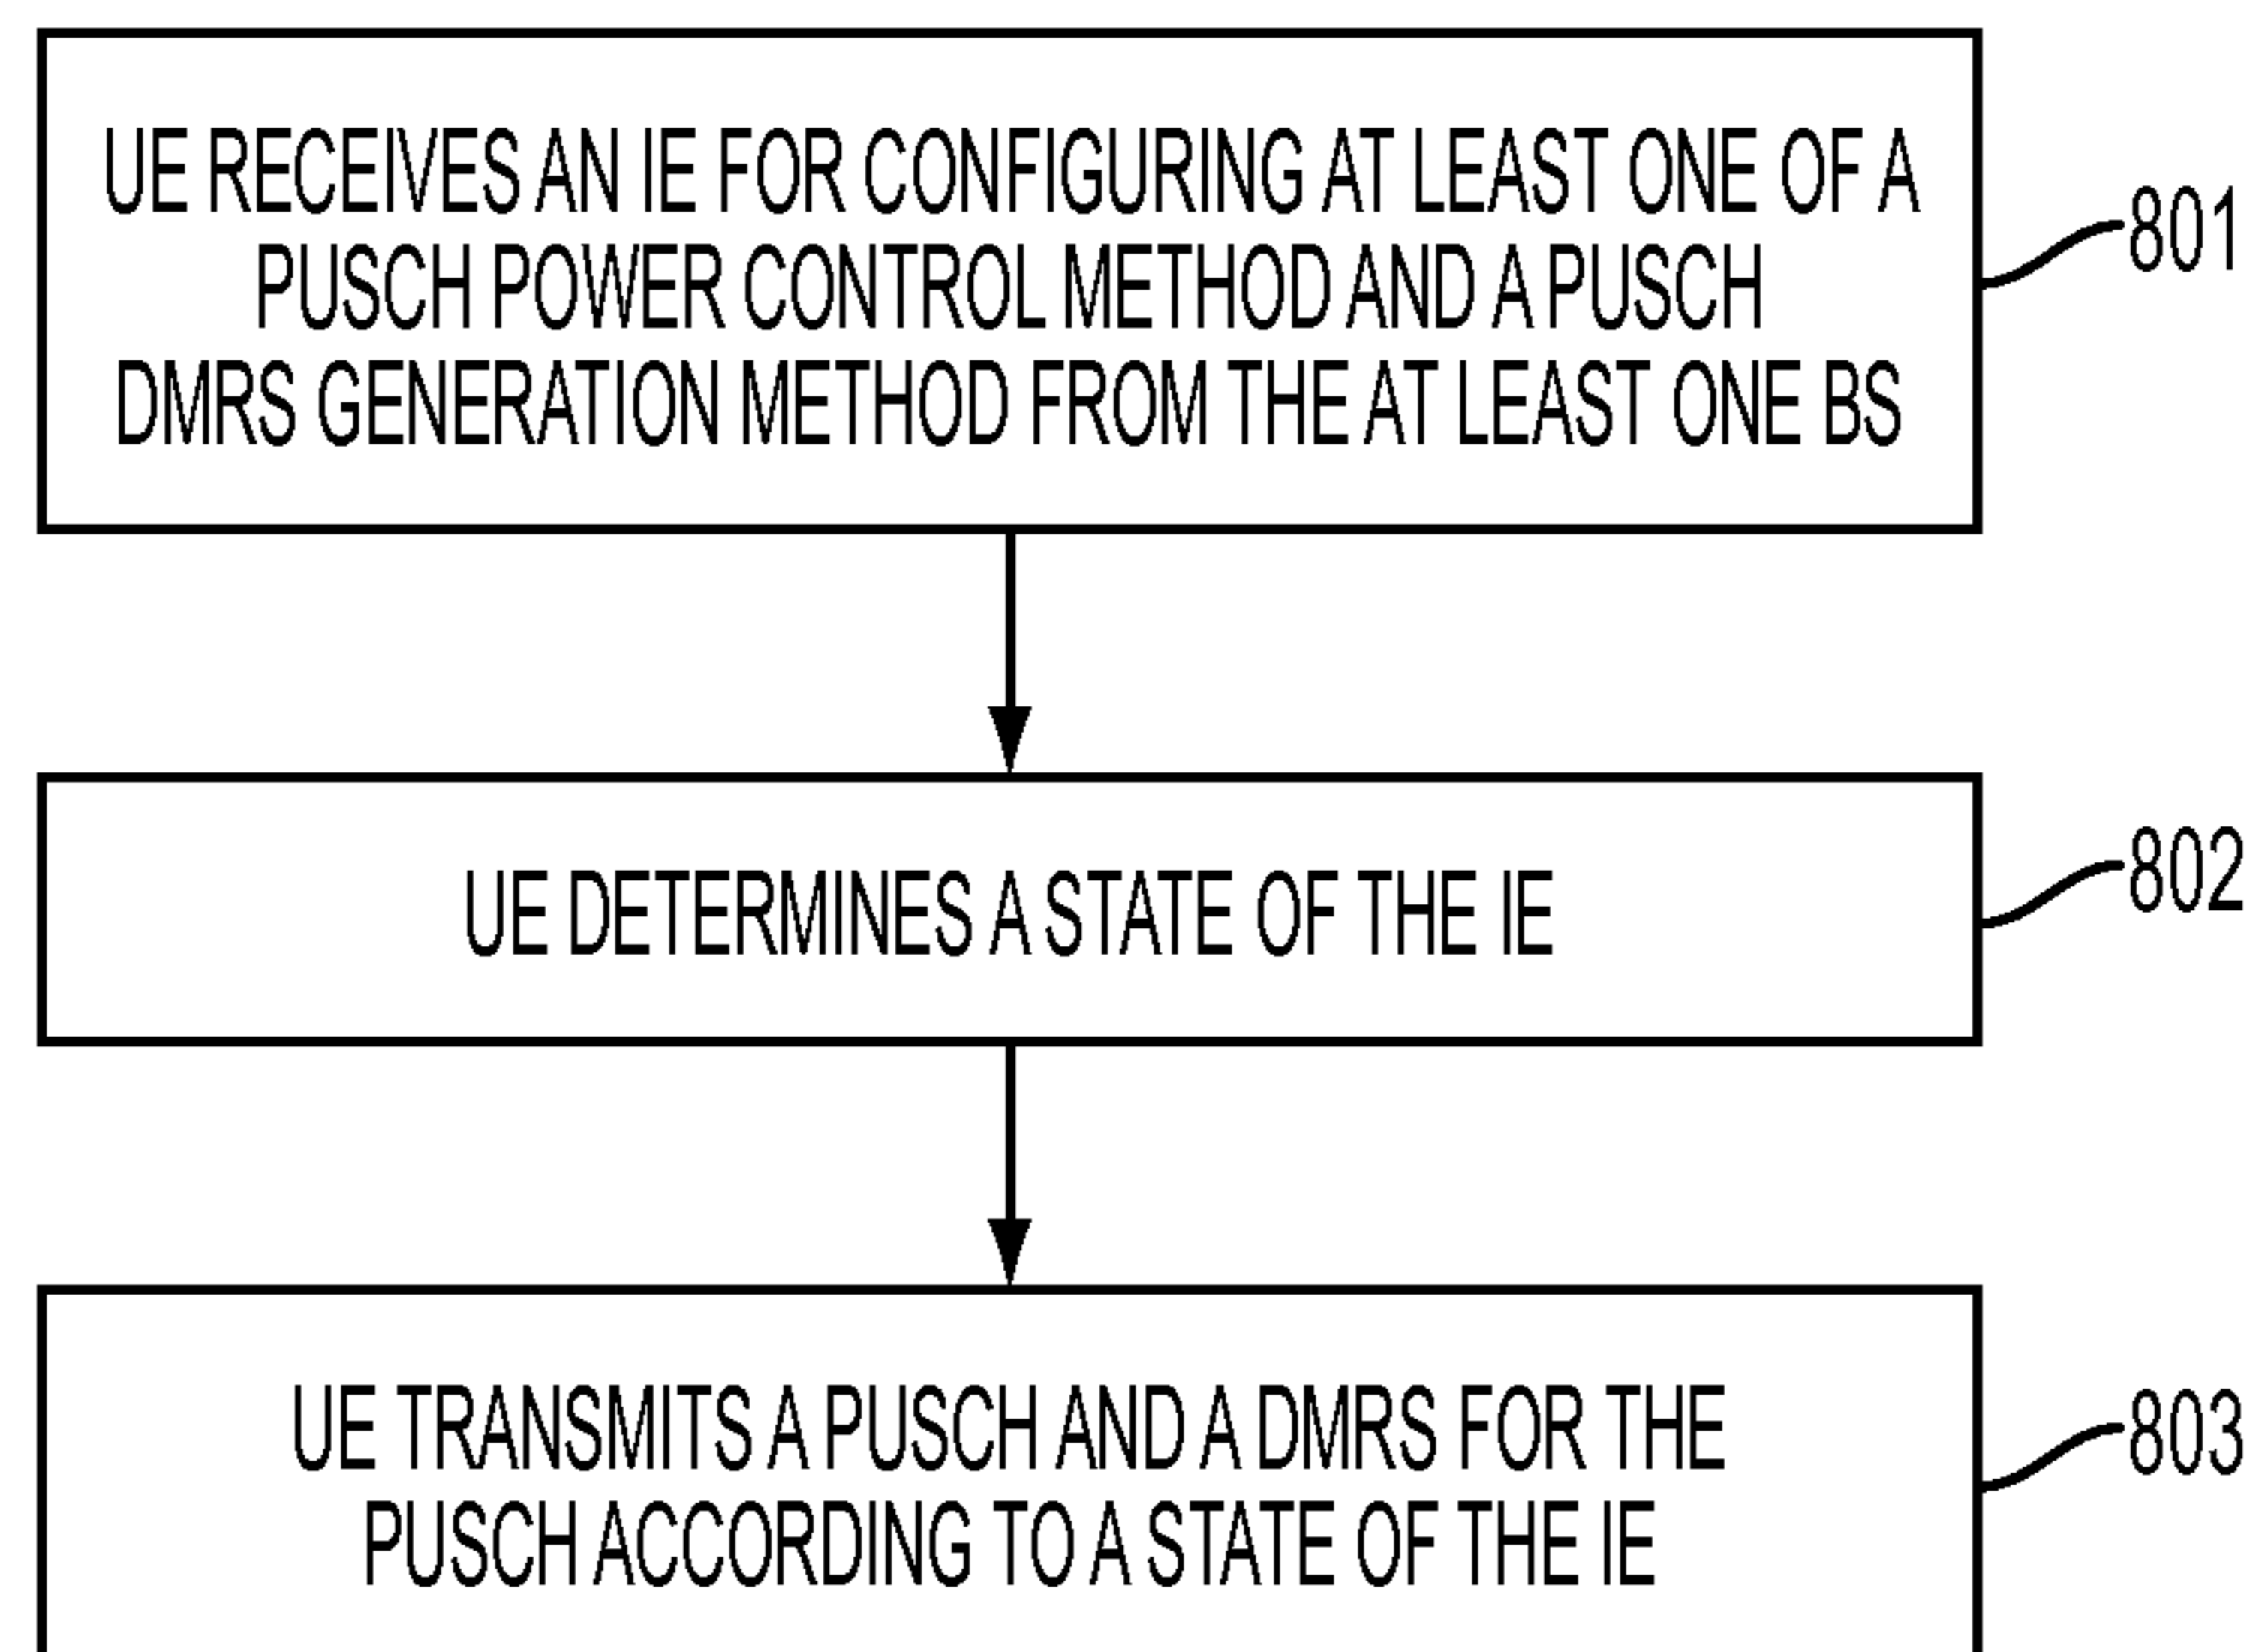 UE RECEIVES AN IE FOR CONFIGURING AT LEAST ONE OF A
PUSCH POWER CONTROL METHOD AND A PUSCH
DMRS GENERATION METHOD FROM THE AT LEAST ONE BS
801
UE DETERMINES A STATE OF THE IE
802
UE TRANSMITS A PUSCH AND A DMRS FOR THE
PUSCH ACCORDING TO A STATE OF THE IE
803